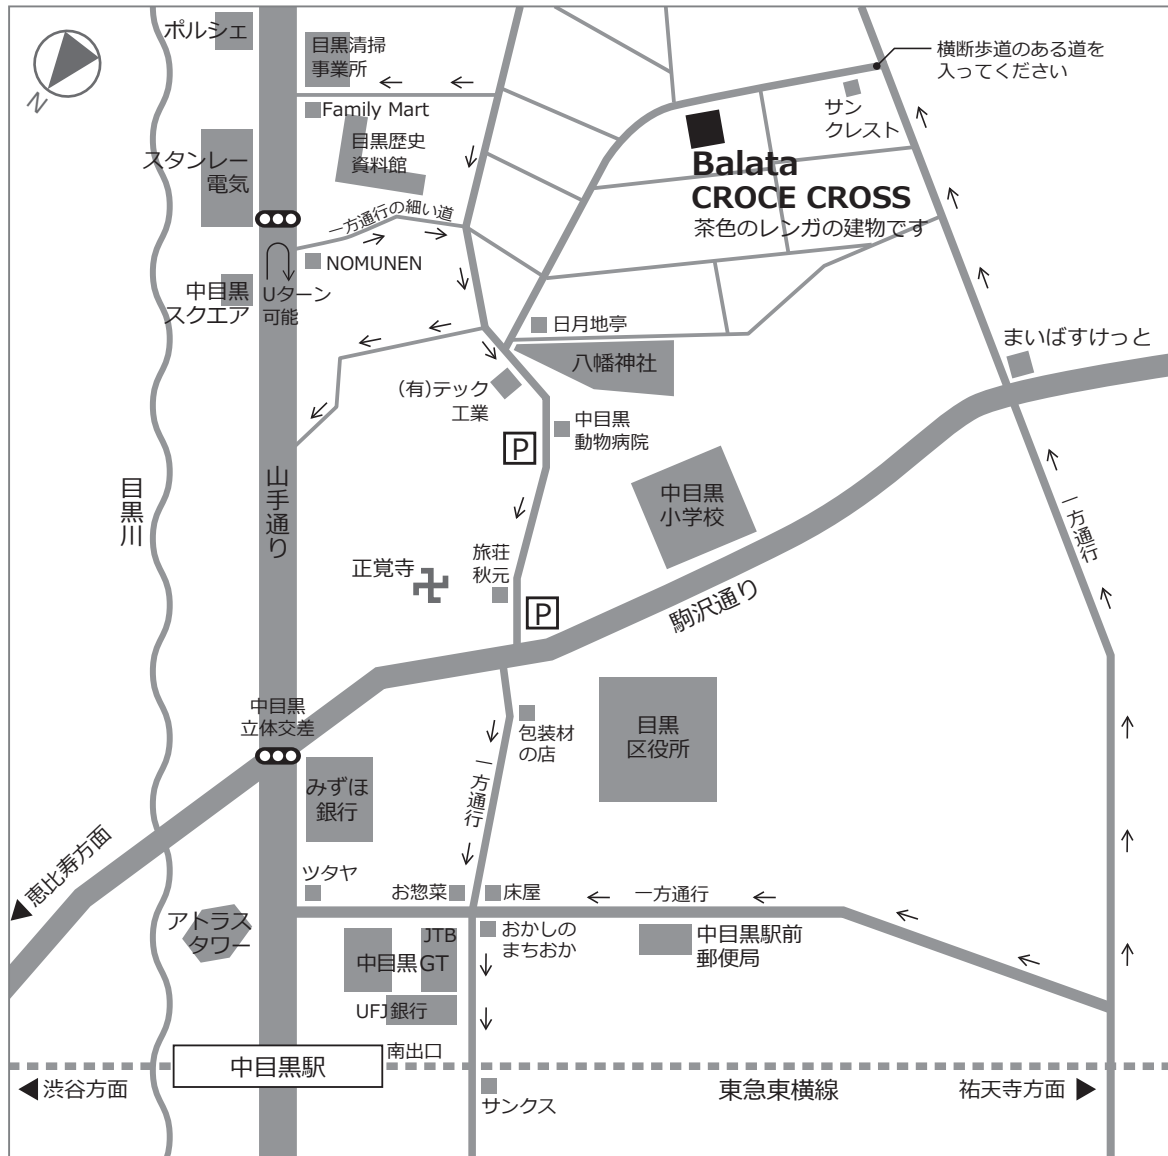 ポルシェ
目黒清掃
事業所
横断歩道のある道を
入ってください
N
Family Mart
サン
クレスト
スタンレー
電気
目黒歴史
資料館
Balata
CROCE CROSS
茶色のレンガの建物です
一方通行の細い道
NOMUNEN
中目黒
スクエア
Uターン
可能
日月地亭
八幡神社
まいばすけっと
(有)テック
工業
中目黒
動物病院
P
目黒川
山手通り
中目黒
小学校
一方通行
正覚寺
旅荘
秋元
P
駒沢通り
中目黒
立体交差
包装材
の店
目黒
区役所
みずほ
銀行
一方通行
恵比寿方面
ツタヤ
お惣菜
床屋
一方通行
アトラス
タワー
JTB
中目黒GT
おかしの
まちおか
中目黒駅前
郵便局
UFJ銀行
南出口
中目黒駅
渋谷方面
サンクス
東急東横線
祐天寺方面